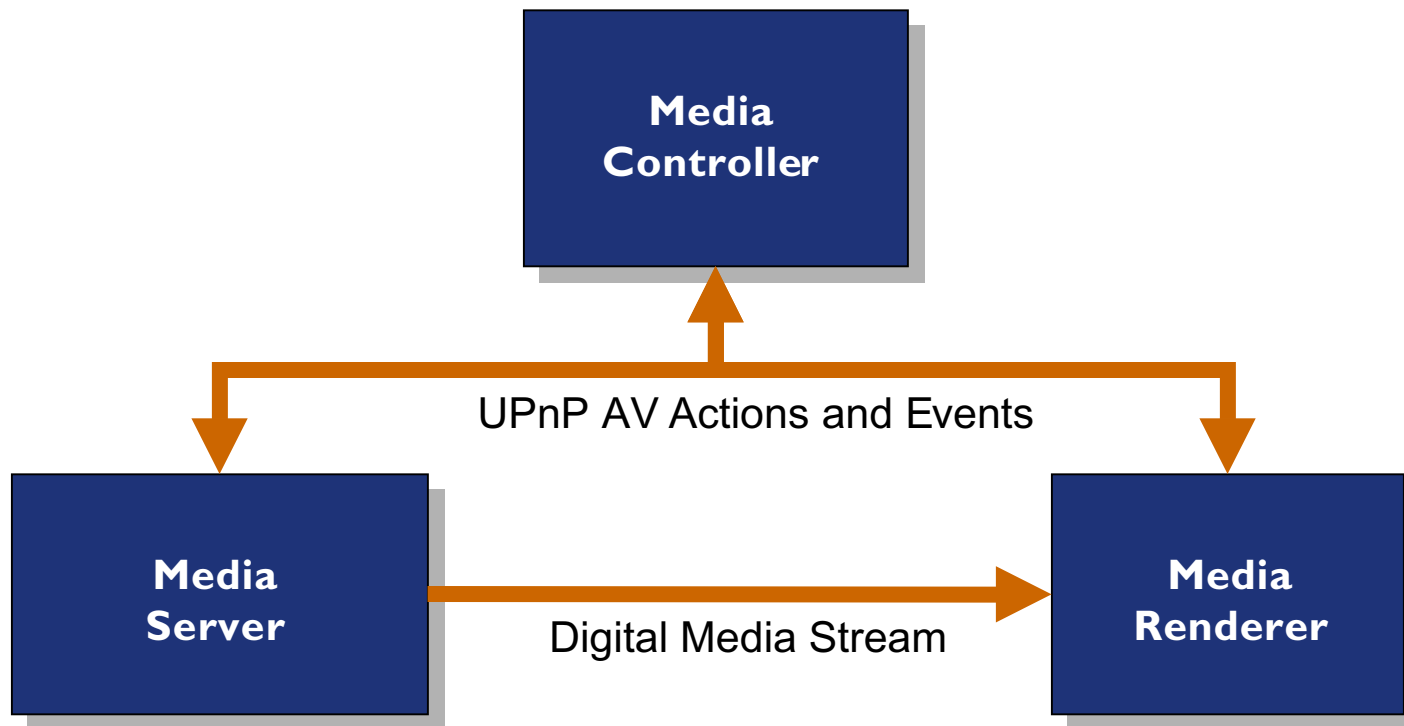 Media
Controller
UPnP AV Actions and Events
Media
Server
Digital Media Stream
Media
Renderer